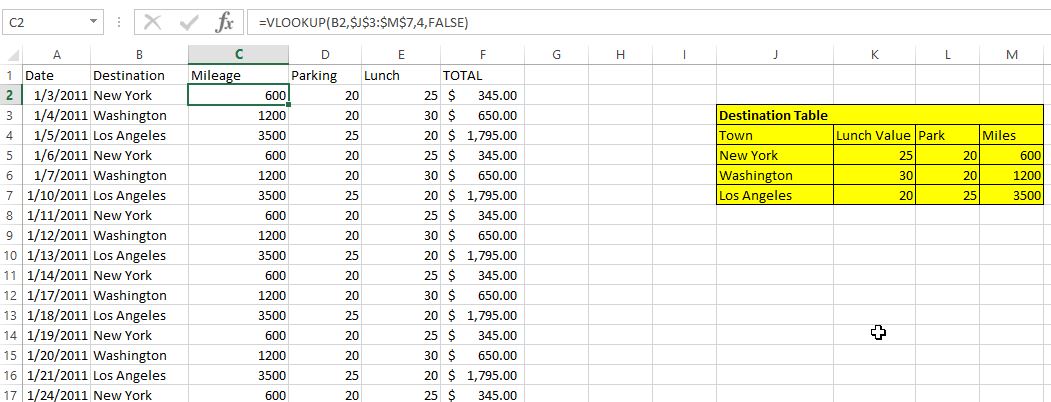 C2 fx =VLOOKUP(B2,$J$3:$M$7,4,FALSE)
A B C D E F G H I J K L M
1 Date Destination Mileage Parking Lunch TOTAL
2 1/3/2011 New York 600 20 25 $ 345.00
3 1/4/2011 Washington 1200 20 30 $ 650.00 Destination Table
4 1/5/2011 Los Angeles 3500 25 20 $ 1,795.00 Town Lunch Value Park Miles
5 1/6/2011 New York 600 20 25 $ 345.00 New York 25 20 600
6 1/7/2011 Washington 1200 20 30 $ 650.00 Washington 30 20 1200
7 1/10/2011 Los Angeles 3500 25 20 $ 1,795.00 Los Angeles 20 25 3500
8 1/11/2011 New York 600 20 25 $ 345.00
9 1/12/2011 Washington 1200 20 30 $ 650.00
10 1/13/2011 Los Angeles 3500 25 20 $ 1,795.00
11 1/14/2011 New York 600 20 25 $ 345.00
12 1/17/2011 Washington 1200 20 30 $ 650.00
13 1/18/2011 Los Angeles 3500 25 20 $ 1,795.00
14 1/19/2011 New York 600 20 25 $ 345.00
15 1/20/2011 Washington 1200 20 30 $ 650.00
16 1/21/2011 Los Angeles 3500 25 20 $ 1,795.00
17 1/24/2011 New York 600 20 25 $ 345.00